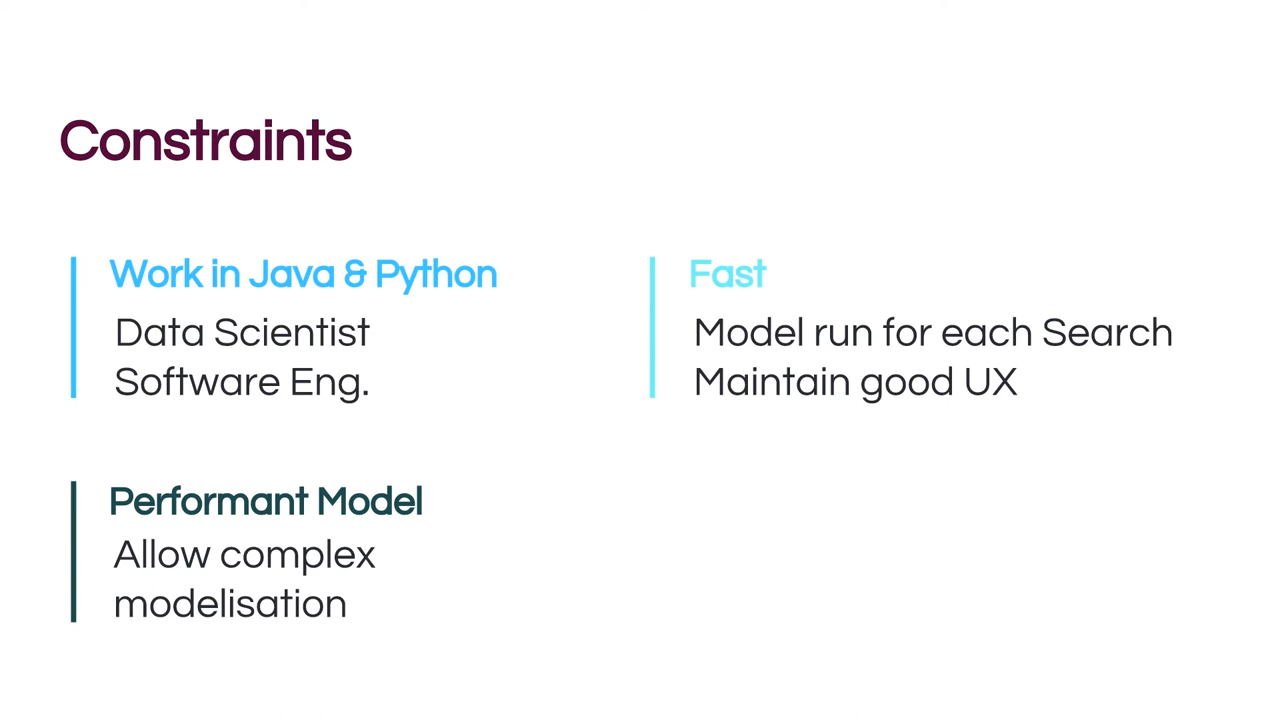 Constraints
Work in Java & Python
Data Scientist
Software Eng.
Fast
Model run for each Search
Maintain good UX
Performant Model
Allow complex
modelisation